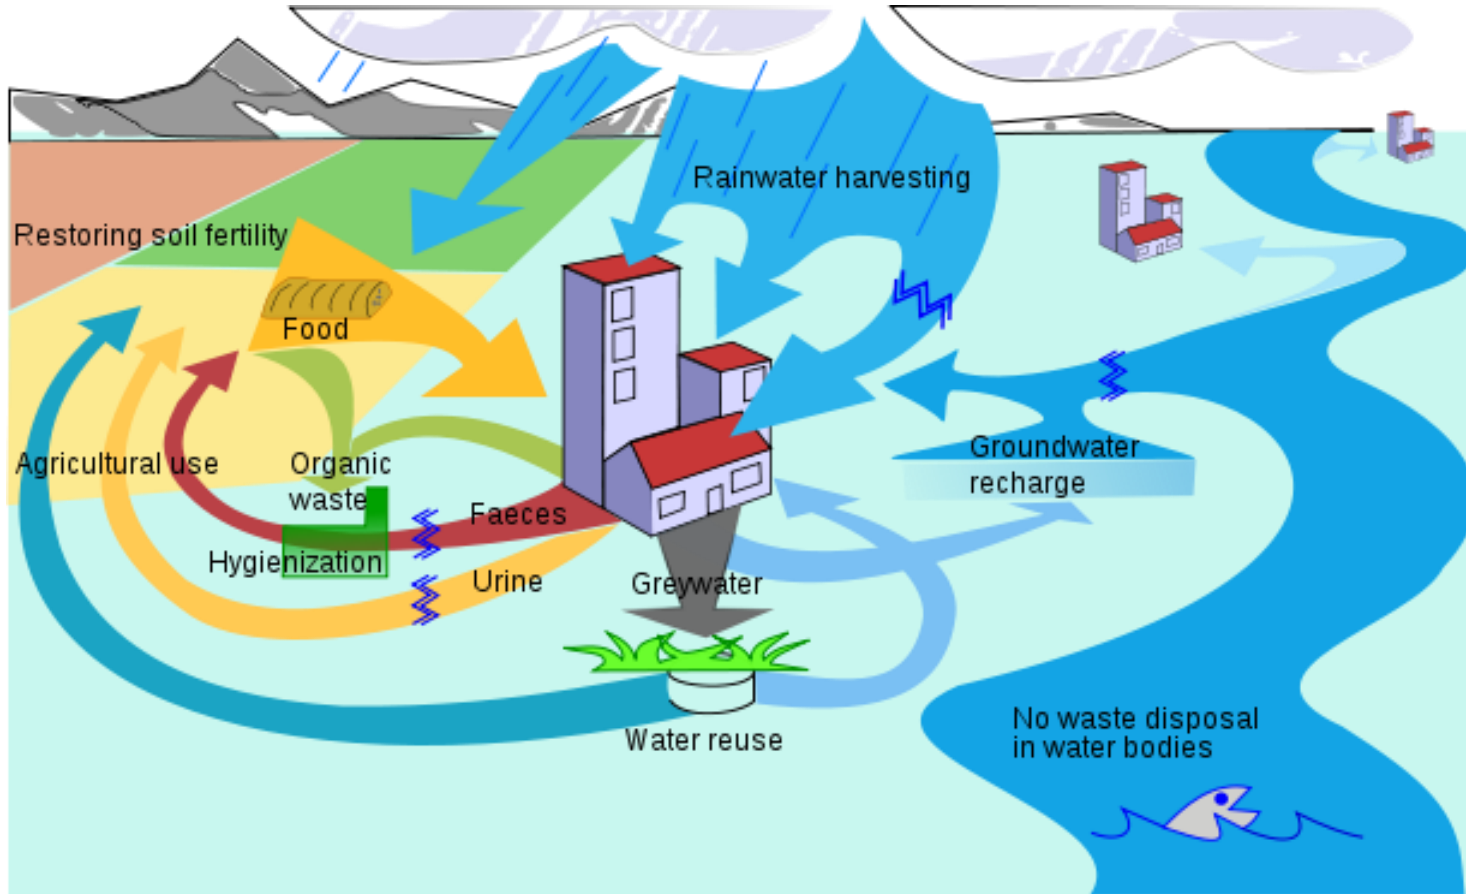 Rainwater harvesting
Restoring soil fertility
Food
Agricultural use
Organic
waste
Faeces
Hygienization
Urine
Greywater
Groundwater
recharge
Water reuse
No waste disposal
in water bodies